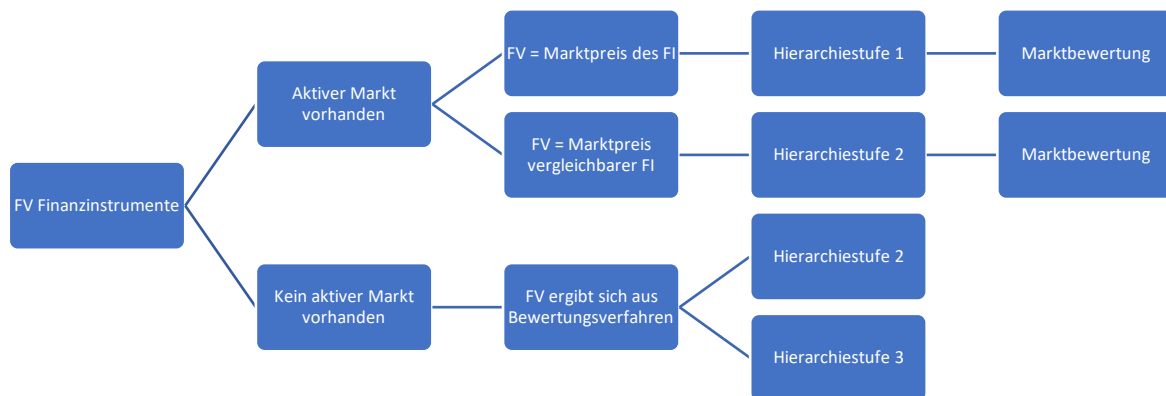 FV Finanzinstrumente
Aktiver Markt
vorhanden
FV = Marktpreis des FI
Hierarchiestufe 1
Marktbewertung
FV = Marktpreis
vergleichbarer FI
Hierarchiestufe 2
Marktbewertung
Kein aktiver Markt
vorhanden
FV ergibt sich aus
Bewertungsverfahren
Hierarchiestufe 2
Hierarchiestufe 3